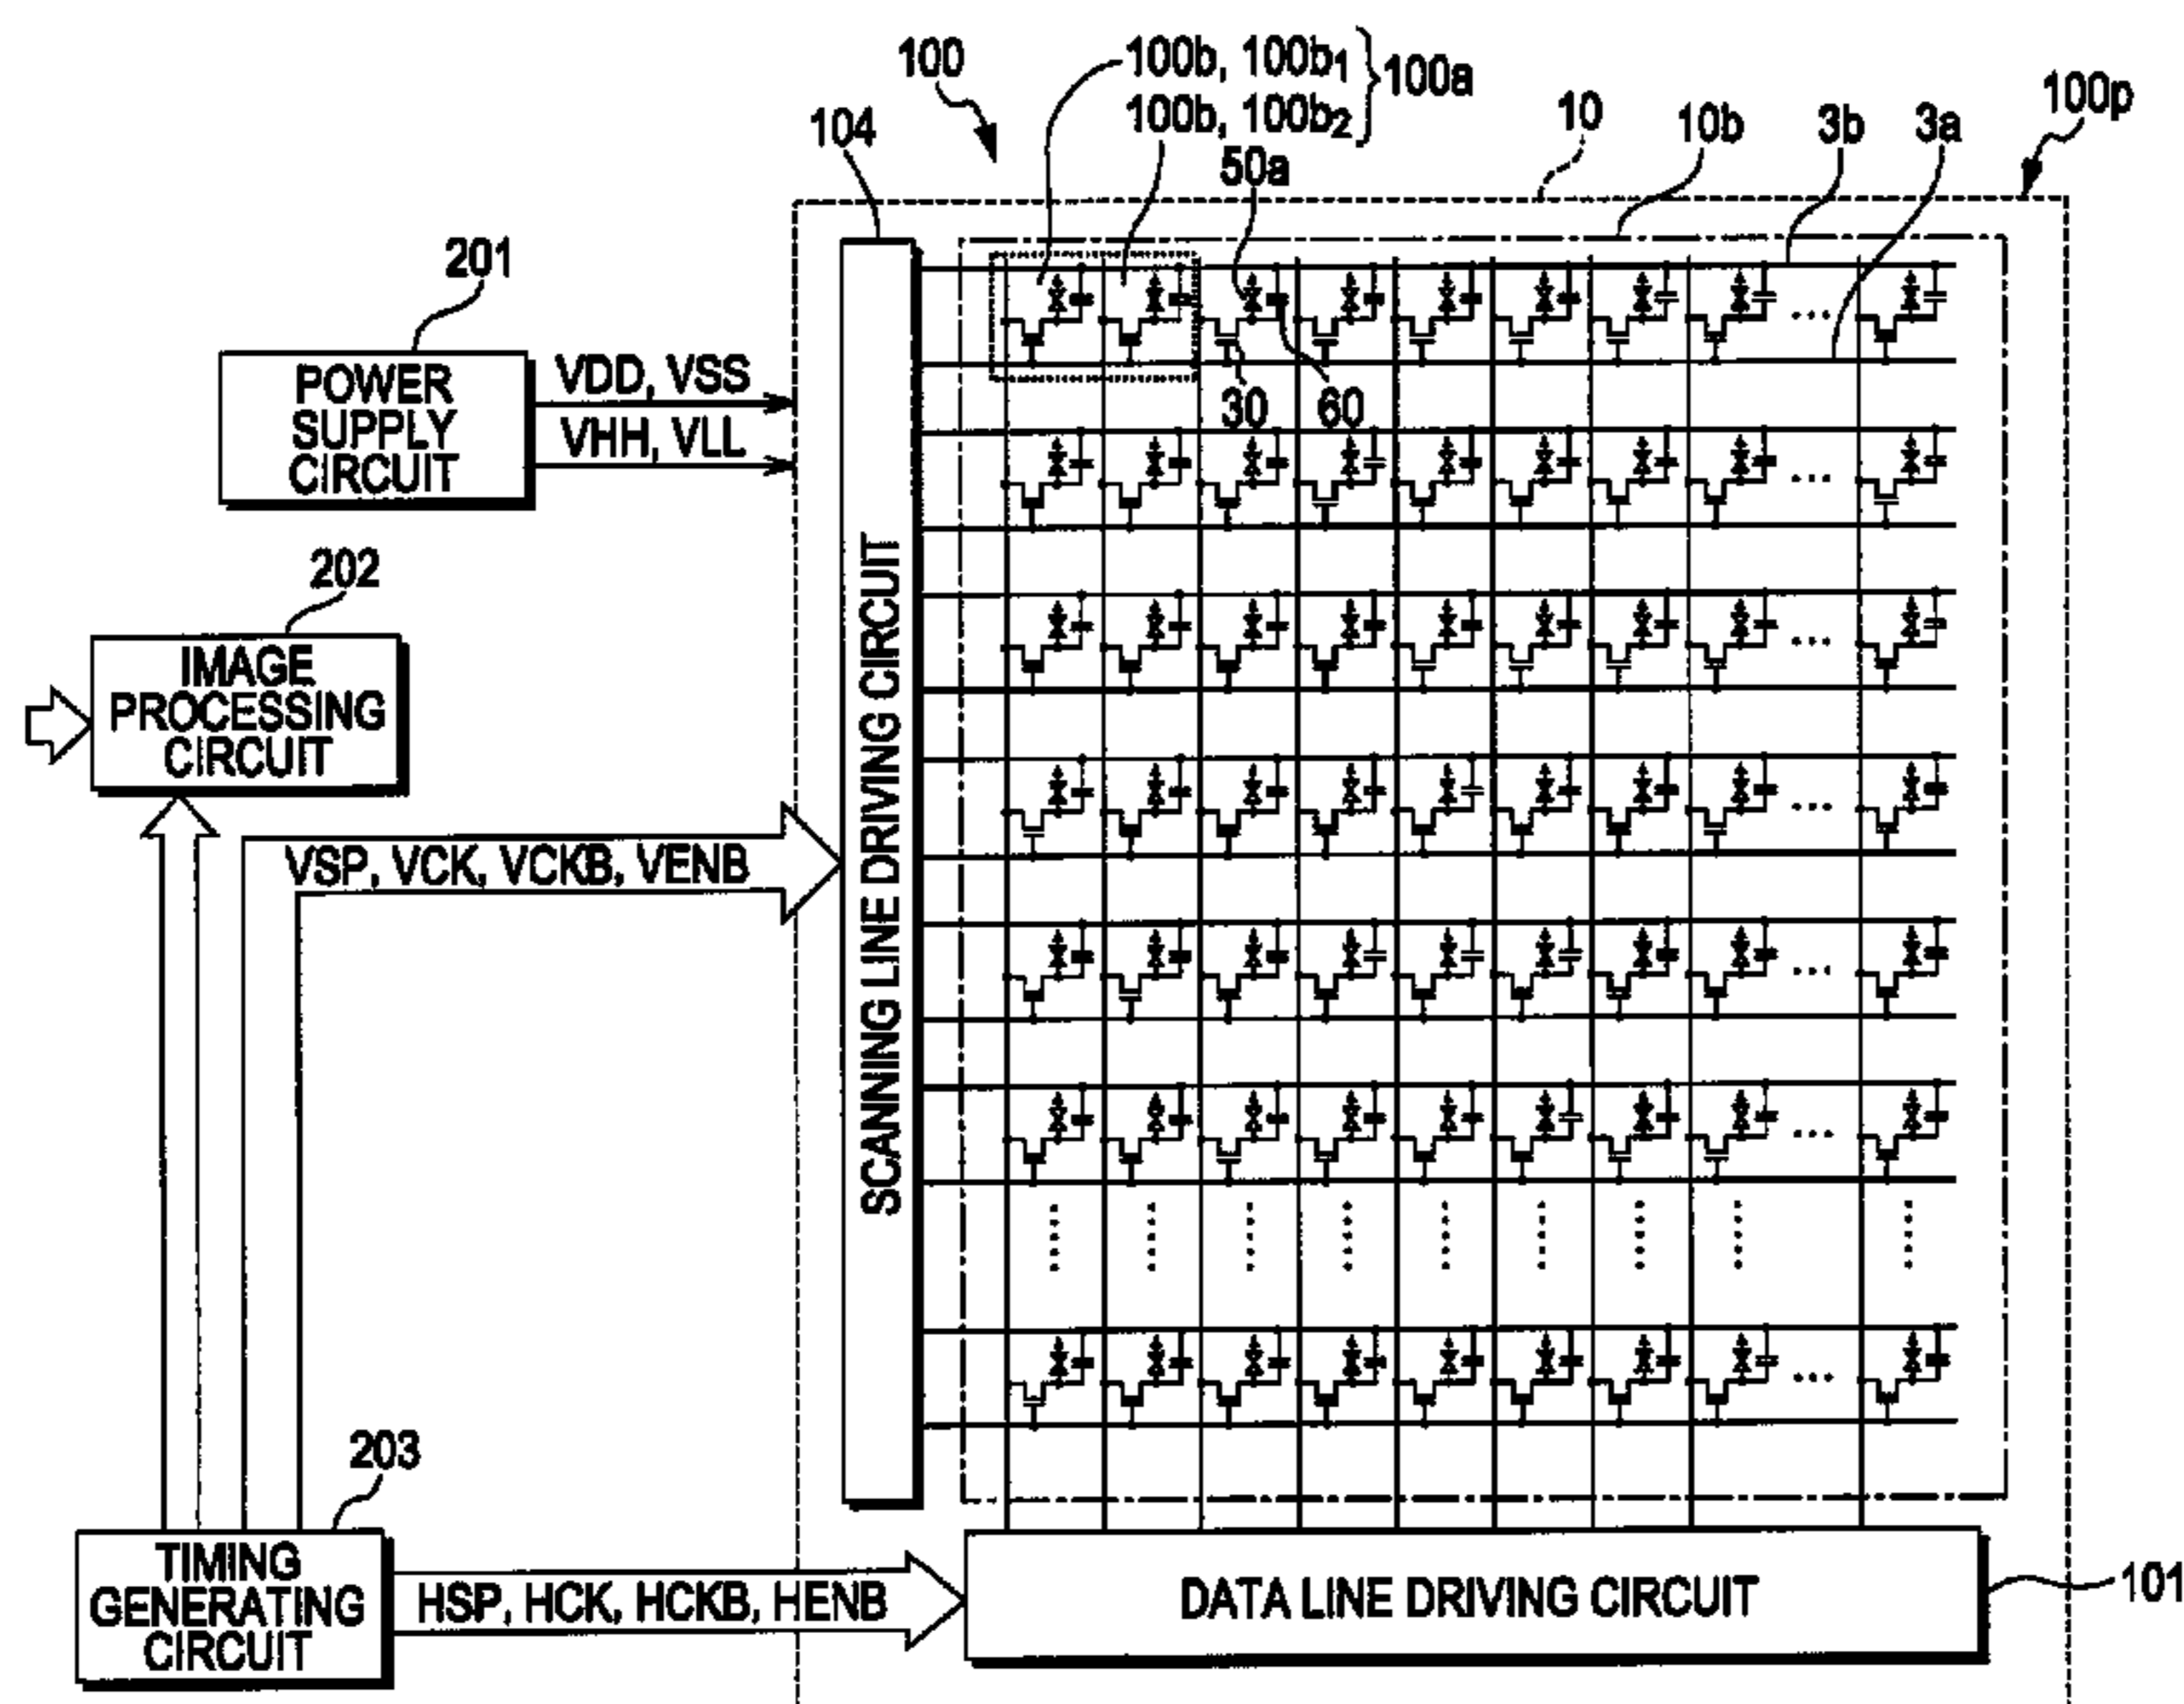 100
100b, 100b1
100b, 100b2
100a
50a
104
10
10b
3b
3a
100p
201
POWER
SUPPLY
CIRCUIT
VDD, VSS
VHH, VLL
30
60
202
IMAGE
PROCESSING
CIRCUIT
SCANNING LINE DRIVING CIRCUIT
VSP, VCK, VCKB, VENB
203
TIMING
GENERATING
CIRCUIT
HSP, HCK, HCKB, HENB
DATA LINE DRIVING CIRCUIT
101